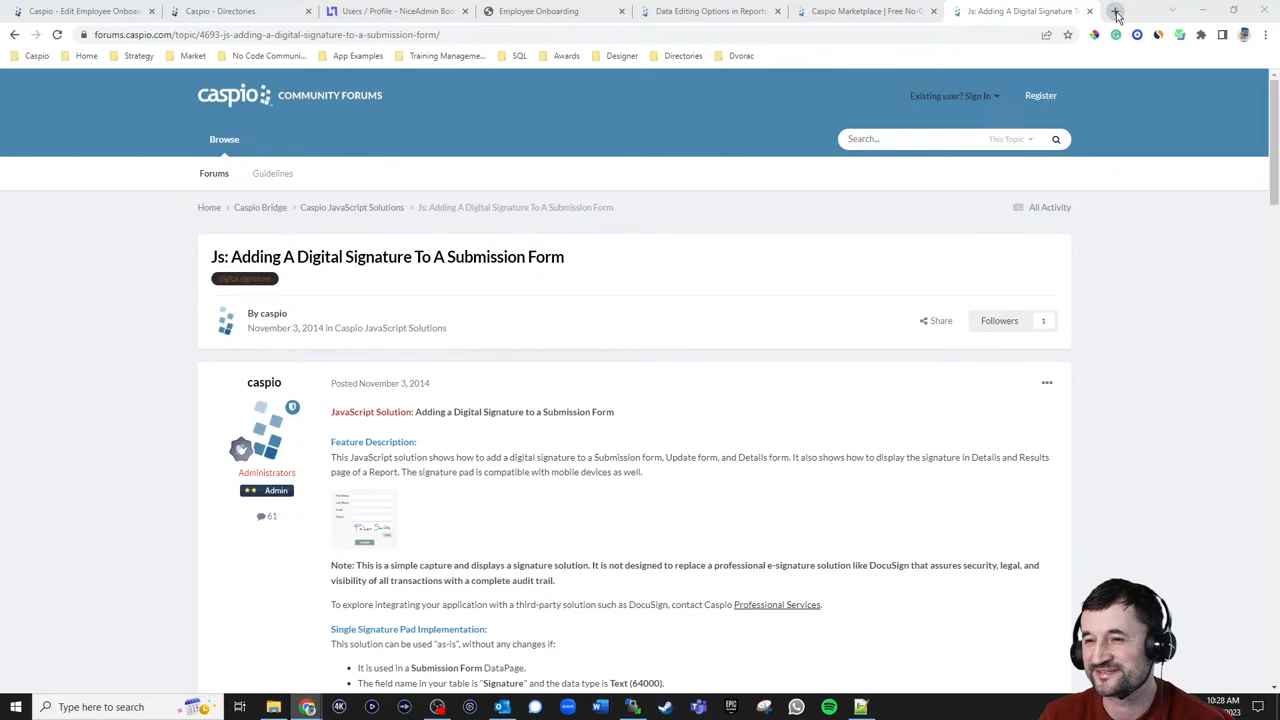 Caspio - Edit Employee Onboa
Caspio - Directories
Users / Profile - NiceAdmin Boo
Employee Onboarding
Data Editing in Reports
Caspio Marketplace | Free No-C
Js: Adding A Digital Signature T
forums.caspio.com/topic/4693-js-adding-a-digital-signature-to-a-submission-form/
Caspio Home Strategy Market No Code Communi... App Examples Training Manageme... SQL Awards Designer Directories Dvorac
caspio COMMUNITY FORUMS
Existing user? Sign In
Register
Browse
Search...
This Topic
Forums
Guidelines
Home > Caspio Bridge > Caspio JavaScript Solutions > Js: Adding A Digital Signature To A Submission Form
All Activity
Js: Adding A Digital Signature To A Submission Form
digital signature
By caspio
November 3, 2014 in Caspio JavaScript Solutions
Share
Followers 1
caspio
Administrators
Admin
61
Posted November 3, 2014
JavaScript Solution: Adding a Digital Signature to a Submission Form
Feature Description:
This JavaScript solution shows how to add a digital signature to a Submission form, Update form, and Details form. It also shows how to display the signature in Details and Results
page of a Report. The signature pad is compatible with mobile devices as well.
Note: This is a simple capture and displays a signature solution. It is not designed to replace a professional e-signature solution like DocuSign that assures security, legal, and
visibility of all transactions with a complete audit trail.
To explore integrating your application with a third-party solution such as DocuSign, contact Caspio Professional Services.
Single Signature Pad Implementation:
This solution can be used "as-is", without any changes if:
• It is used in a Submission Form DataPage.
• The field name in your table is "Signature" and the data type is Text (64000).
Type here to search
10:28 AM
2023